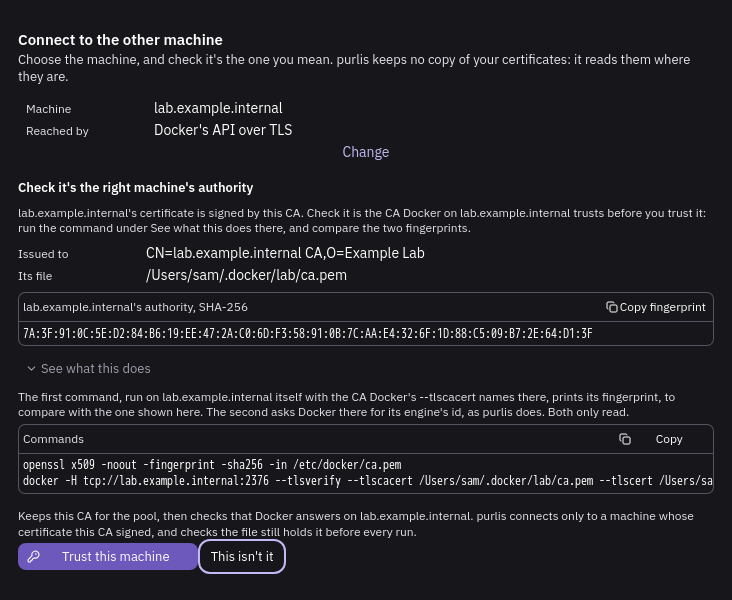 Connect to the other machine
Choose the machine, and check it's the one you mean. purlis keeps no copy of your certificates: it reads them where
they are.
Machine lab.example.internal
Reached by Docker's API over TLS
Change
Check it's the right machine's authority
lab.example.internal's certificate is signed by this CA. Check it is the CA Docker on lab.example.internal trusts before you trust it:
run the command under See what this does there, and compare the two fingerprints.
Issued to CN=lab.example.internal CA,O=Example Lab
Its file /Users/sam/.docker/lab/ca.pem
lab.example.internal's authority, SHA-256 Copy fingerprint
7A:3F:91:0C:5E:D2:84:B6:19:EE:47:2A:C0:6D:F3:58:91:0B:7C:AA:E4:32:6F:1D:88:C5:09:B7:2E:64:D1:3F
See what this does
The first command, run on lab.example.internal itself with the CA Docker's --tlscacert names there, prints its fingerprint, to
compare with the one shown here. The second asks Docker there for its engine's id, as purlis does. Both only read.
Commands Copy
openssl x509 -noout -fingerprint -sha256 -in /etc/docker/ca.pem
docker -H tcp://lab.example.internal:2376 --tlsverify --tlscacert /Users/sam/.docker/lab/ca.pem --tlscert /Users/sa
Keeps this CA for the pool, then checks that Docker answers on lab.example.internal. purlis connects only to a machine whose
certificate this CA signed, and checks the file still holds it before every run.
Trust this machine This isn't it